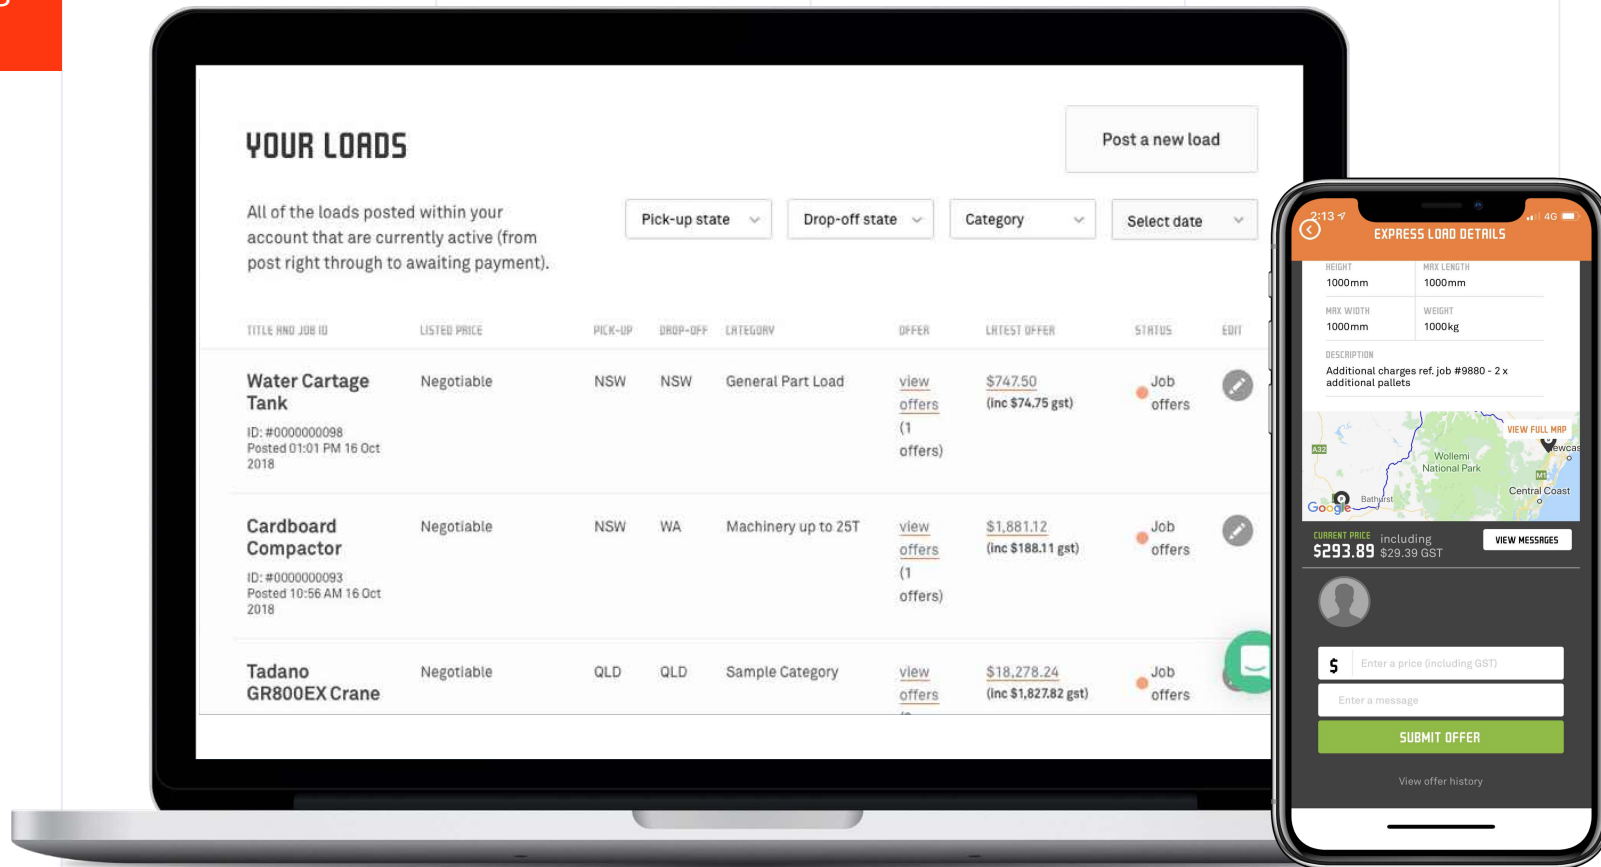 YOUR LOADS
Post a new load
All of the loads posted within your
account that are currently active (from
post right through to awaiting payment).
Pick-up state
Drop-off state
Category
Select date
TITLE AND JOB ID LISTED PRICE PICK-UP DROP-OFF CATEGORY OFFER LATEST OFFER STATUS EDIT
Water Cartage
Tank
ID: #0000000098
Posted 01:01 PM 16 Oct
2018
Negotiable
NSW
NSW
General Part Load
view
offers
(1
offers)
$747.50
(inc $74.75 gst)
Job
offers
Cardboard
Compactor
ID: #0000000093
Posted 10:56 AM 16 Oct
2018
Negotiable
NSW
WA
Machinery up to 25T
view
offers
(1
offers)
$1,881.12
(inc $188.11 gst)
Job
offers
Tadano
GR800EX Crane
Negotiable
QLD
QLD
Sample Category
view
offers
$18,278.24
(inc $1,827.82 gst)
Job
offers
2:13
4G
EXPRESS LOAD DETAILS
HEIGHT
1000mm
MAX LENGTH
1000mm
MAX WIDTH
1000mm
WEIGHT
1000kg
DESCRIPTION
Additional charges ref. job #9880 - 2 x
additional pallets
VIEW FULL MAP
A32
Wollemi
National Park
ewcas
M1
Central Coast
Bathurst
Google
CURRENT PRICE
$293.89
including
$29.39 GST
VIEW MESSAGES
$
Enter a price (including GST)
Enter a message
SUBMIT OFFER
View offer history